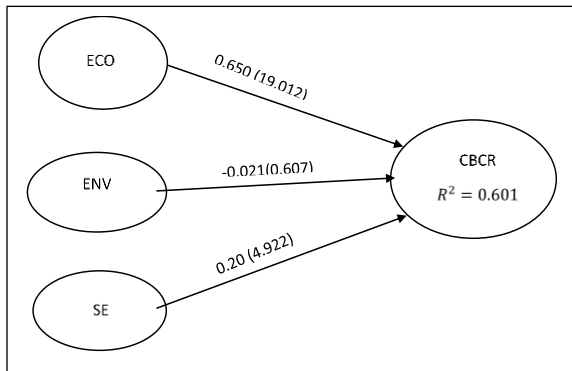 ECO
0.650 (19.012)
ENV
-0.021(0.607)
CBCR
R² = 0.601
0.20 (4.922)
SE